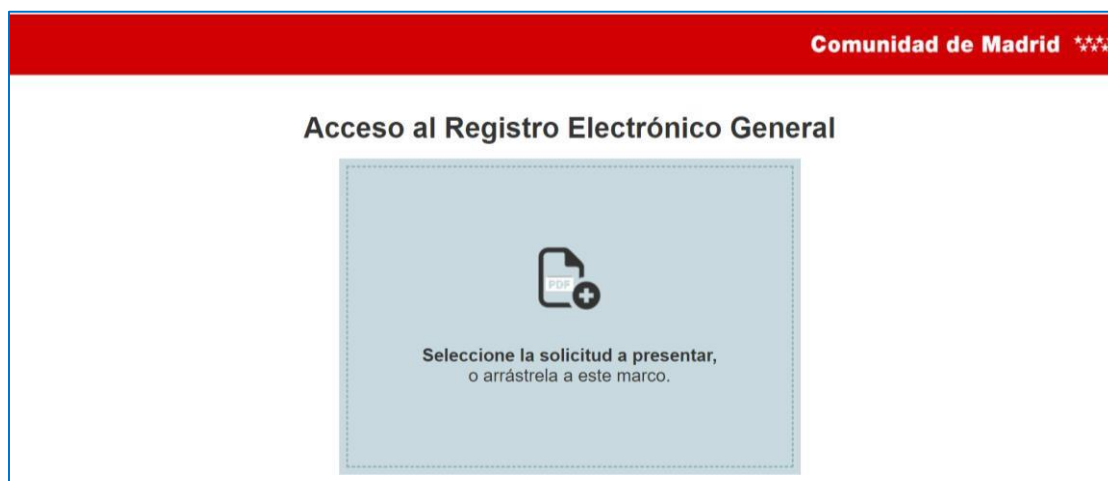 Comunidad de Madrid
Acceso al Registro Electrónico General
PDF
Seleccione la solicitud a presentar,
o arrástrela a este marco.